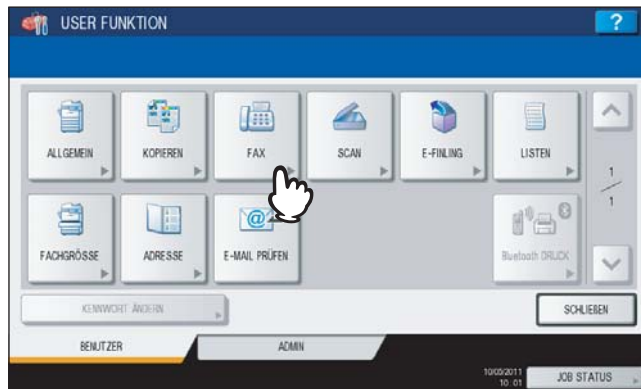 USER FUNKTION
?
ALLGEMEIN KOPIEREN FAX SCAN E-FINLING LISTEN
1
1
FACHGRÖSSE ADRESSE E-MAIL PRÜFEN Bluetooth DRUCK
KENNWORT ÄNDERN SCHLIEßEN
BENUTZER ADMIN
10/03/2011
10:01 JOB STATUS